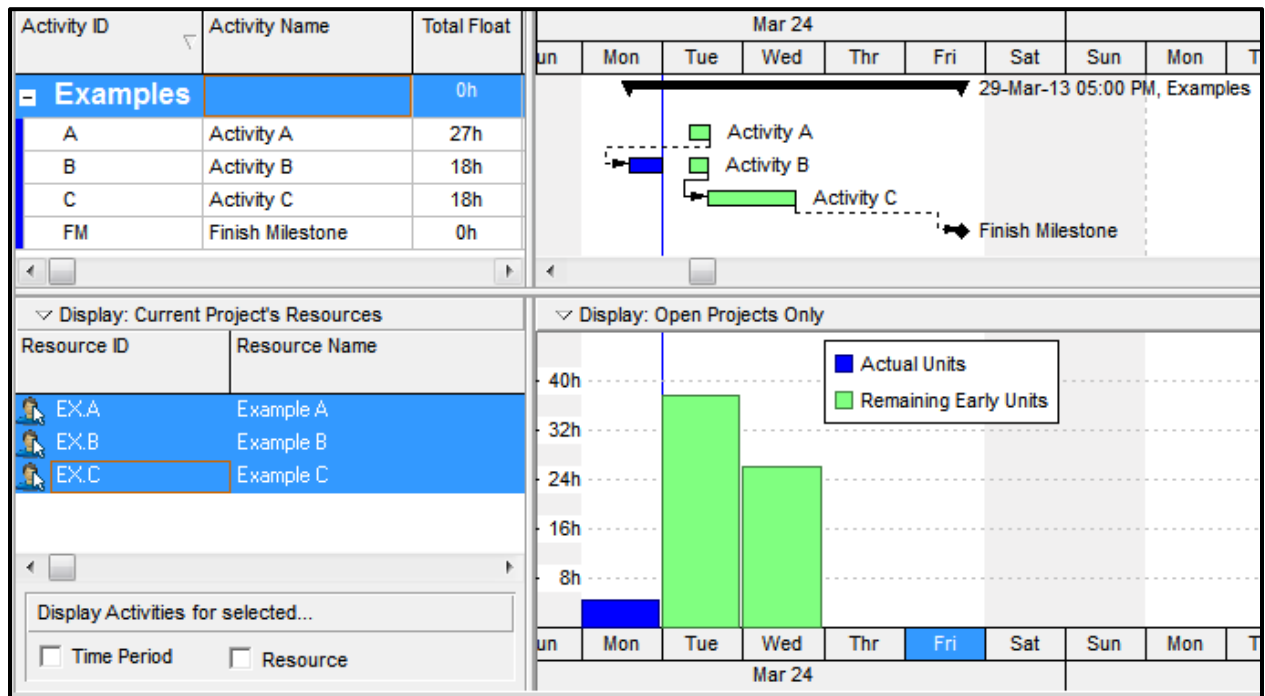 Activity ID Activity Name Total Float
Mar 24
un Mon Tue Wed Thr Fri Sat Sun Mon T
Examples 0h
29-Mar-13 05:00 PM, Examples
A Activity A 27h
Activity A
B Activity B 18h
Activity B
C Activity C 18h
Activity C
FM Finish Milestone 0h
Finish Milestone
Display: Current Project's Resources
Display: Open Projects Only
Resource ID Resource Name
EX.A Example A
EX.B Example B
EX.C Example C
Actual Units
Remaining Early Units
40h
32h
24h
16h
8h
Display Activities for selected...
Time Period Resource
un Mon Tue Wed Thr Fri Sat Sun Mon T
Mar 24